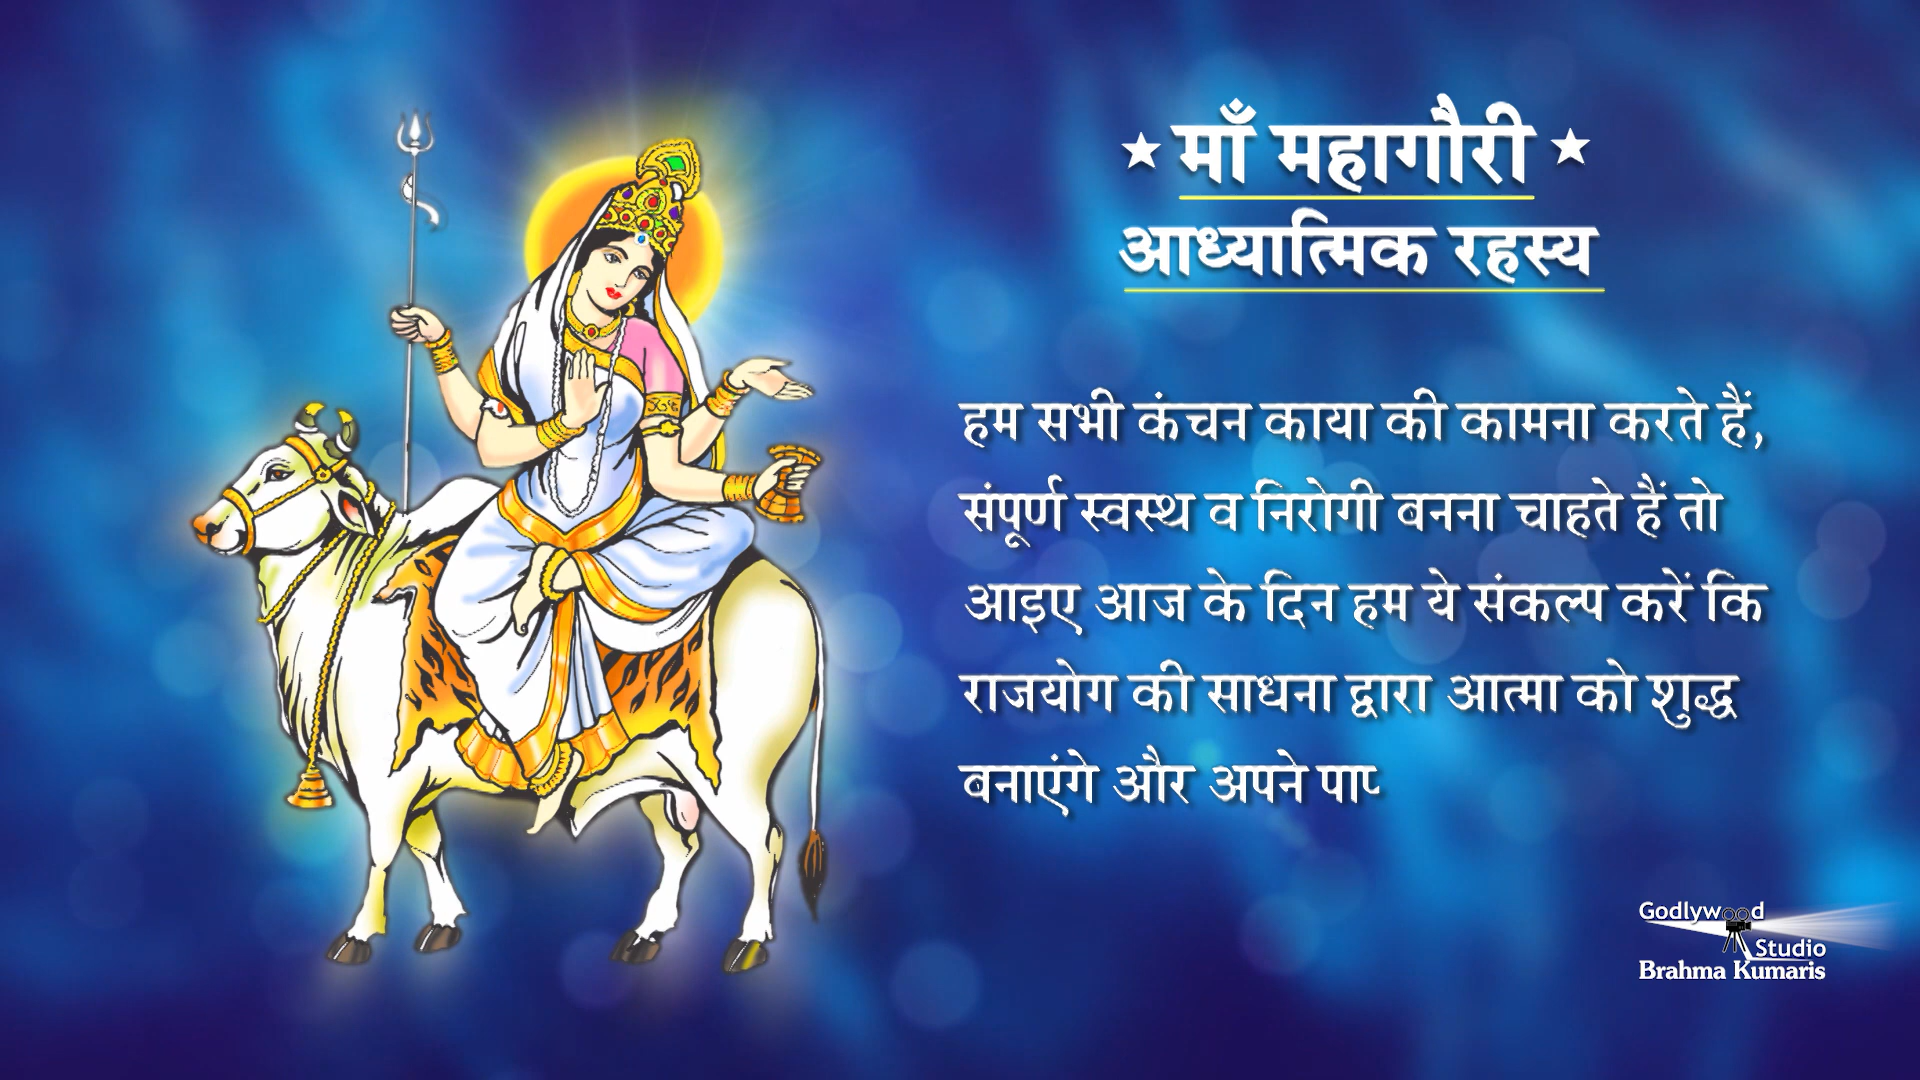 माँ महागौरी
आध्यात्मिक रहस्य
हम सभी कंचन काया की कामना करते हैं,
संपूर्ण स्वस्थ व निरोगी बनना चाहते हैं तो
आइए आज के दिन हम ये संकल्प करें कि
राजयोग की साधना द्वारा आत्मा को शुद्ध
बनाएंगे और अपने
Godlywood
Studio
Brahma Kumaris